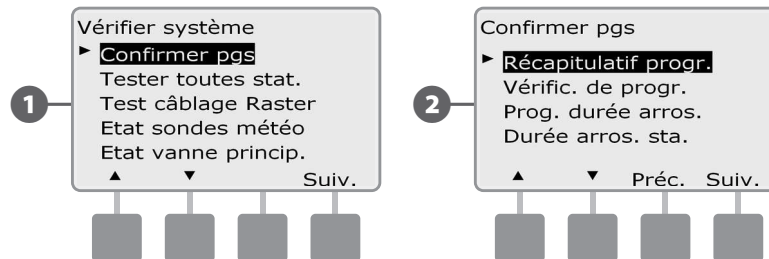 1
Vérifier système
► Confirmer pgs
Tester toutes stat.
Test câblage Raster
Etat sondes météo
Etat vanne princip.
▲ ▼ Suiv.
2
Confirmer pgs
► Récapitulatif progr.
Vérific. de progr.
Prog. durée arros.
Durée arros. sta.
▲ ▼ Préc. Suiv.